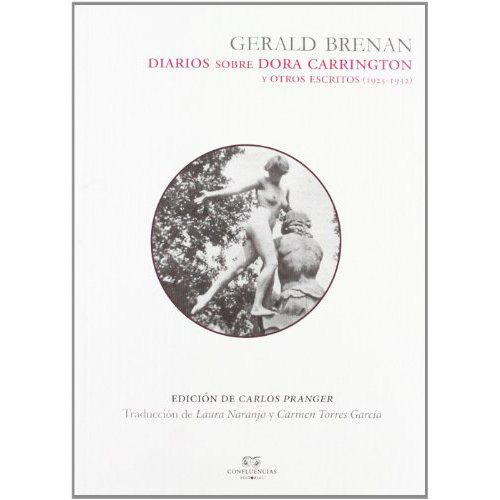 GERALD BRENAN
DIARIOS SOBRE DORA CARRINGTON
Y OTROS ESCRITOS (1925-1932)
EDICIÓN DE CARLOS PRANGER
Traducción de Laura Naranjo y Carmen Torres García
CONFLUENCIAS
EDITORIAL